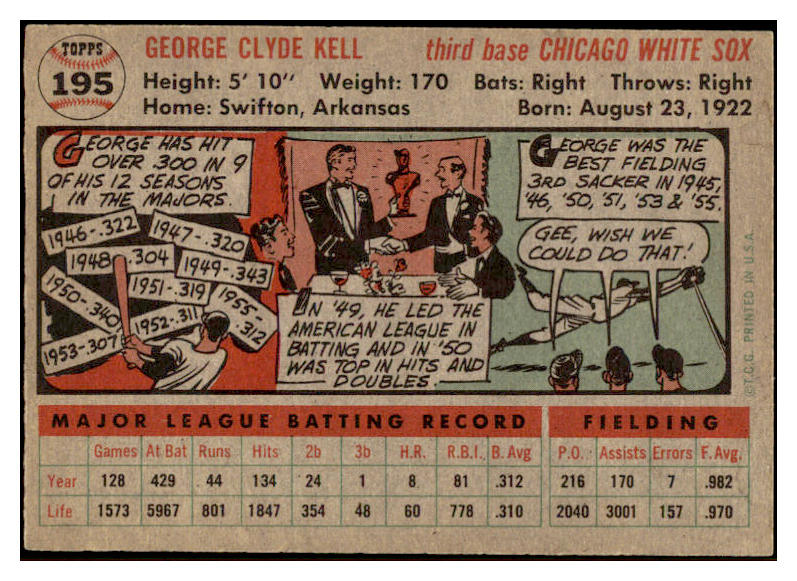 TOPPS
195
GEORGE CLYDE KELL third base CHICAGO WHITE SOX
Height: 5' 10" Weight: 170 Bats: Right Throws: Right
Home: Swifton, Arkansas Born: August 23, 1922
GEORGE HAS HIT
OVER .300 IN 9
OF HIS 12 SEASONS
IN THE MAJORS.
1946-.322
1947-.320
1948-.304
1949-.343
1950-.340
1951-.319
1952-.311
1953-.307
1955-.312
IN '49, HE LED THE
AMERICAN LEAGUE IN
BATTING AND IN '50
WAS TOP IN HITS AND
DOUBLES.
GEORGE WAS THE
BEST FIELDING
3RD SACKER IN 1945,
'46, '50, '51, '53 & '55.
GEE, WISH WE
COULD DO THAT!
©T.C.G. PRINTED IN U.S.A.
MAJOR LEAGUE BATTING RECORD FIELDING
Games At Bat Runs Hits 2b 3b H.R. R.B.I. B. Avg P.O. Assists Errors F. Avg.
Year 128 429 44 134 24 1 8 81 .312 216 170 7 .982
Life 1573 5967 801 1847 354 48 60 778 .310 2040 3001 157 .970